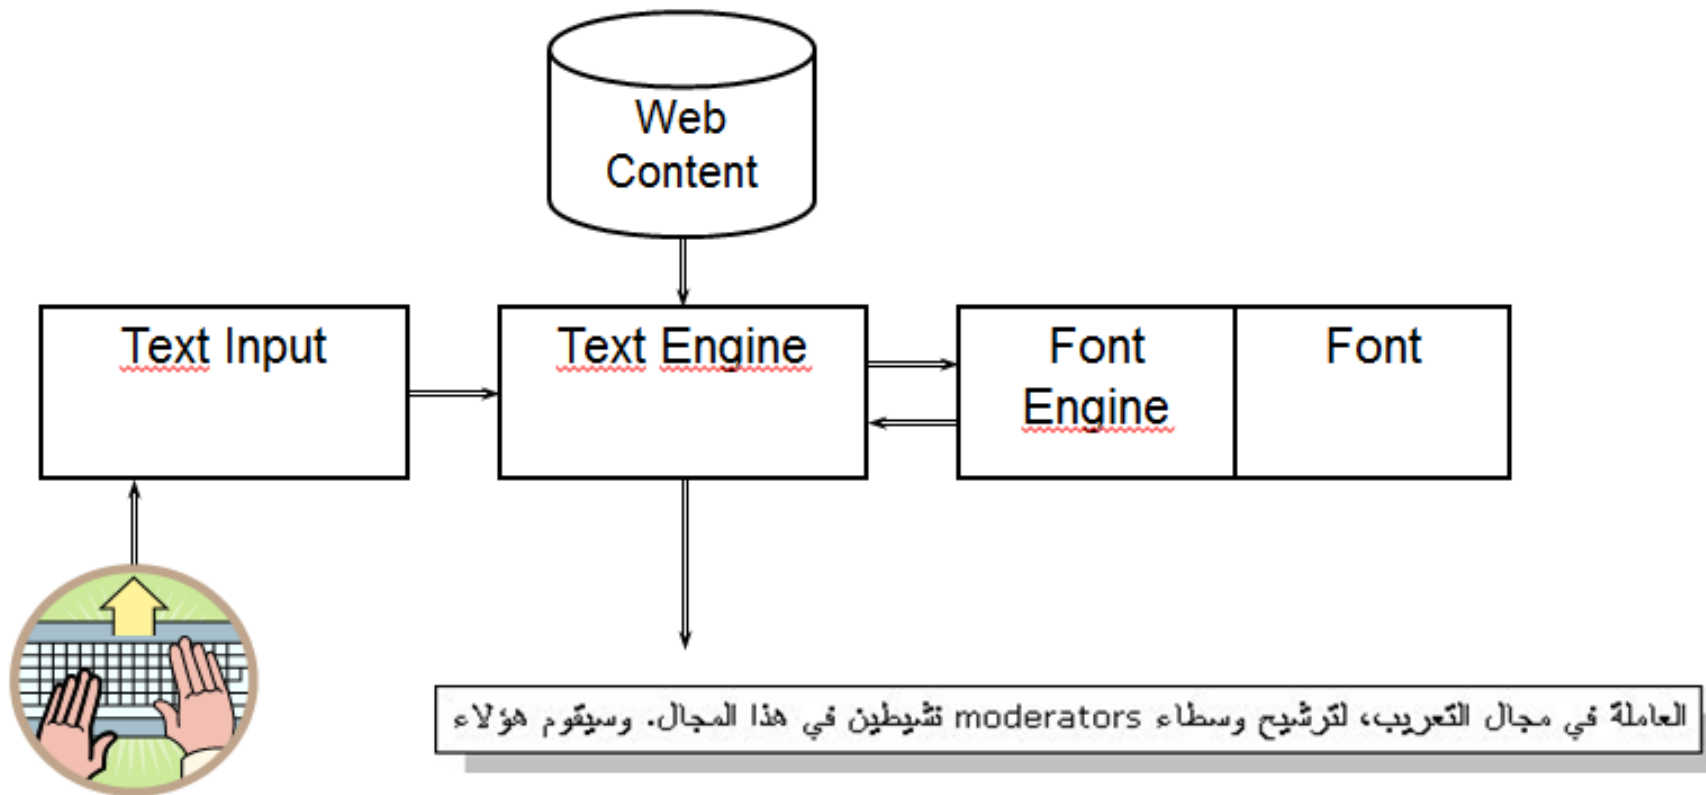 Web
Content
Text Input
Text Engine
Font
Engine
Font
العاملة في مجال التعريب، لترشيح وسطاء moderators نشيطين في هذا المجال. وسيقوم هؤلاء